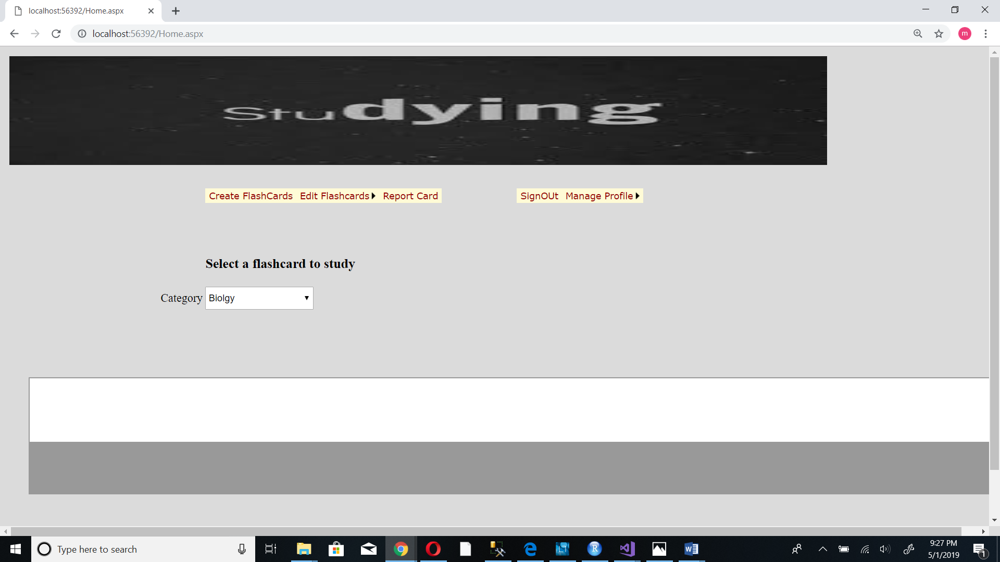 localhost:56392/Home.aspx
localhost:56392/Home.aspx
m
Studying
Create FlashCards Edit Flashcards Report Card
SignOUt Manage Profile
Select a flashcard to study
Category Biolgy
Type here to search
9:27 PM
5/1/2019
1